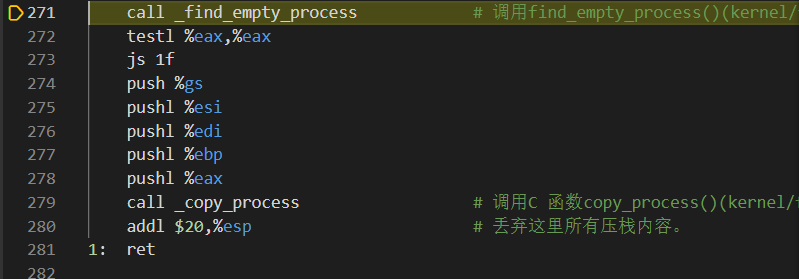 271 call _find_empty_process # 调用find_empty_process()(kernel/
272 testl %eax,%eax
273 js 1f
274 push %gs
275 pushl %esi
276 pushl %edi
277 pushl %ebp
278 pushl %eax
279 call _copy_process # 调用C 函数copy_process()(kernel/
280 addl $20,%esp # 丢弃这里所有压栈内容。
281 1: ret
282